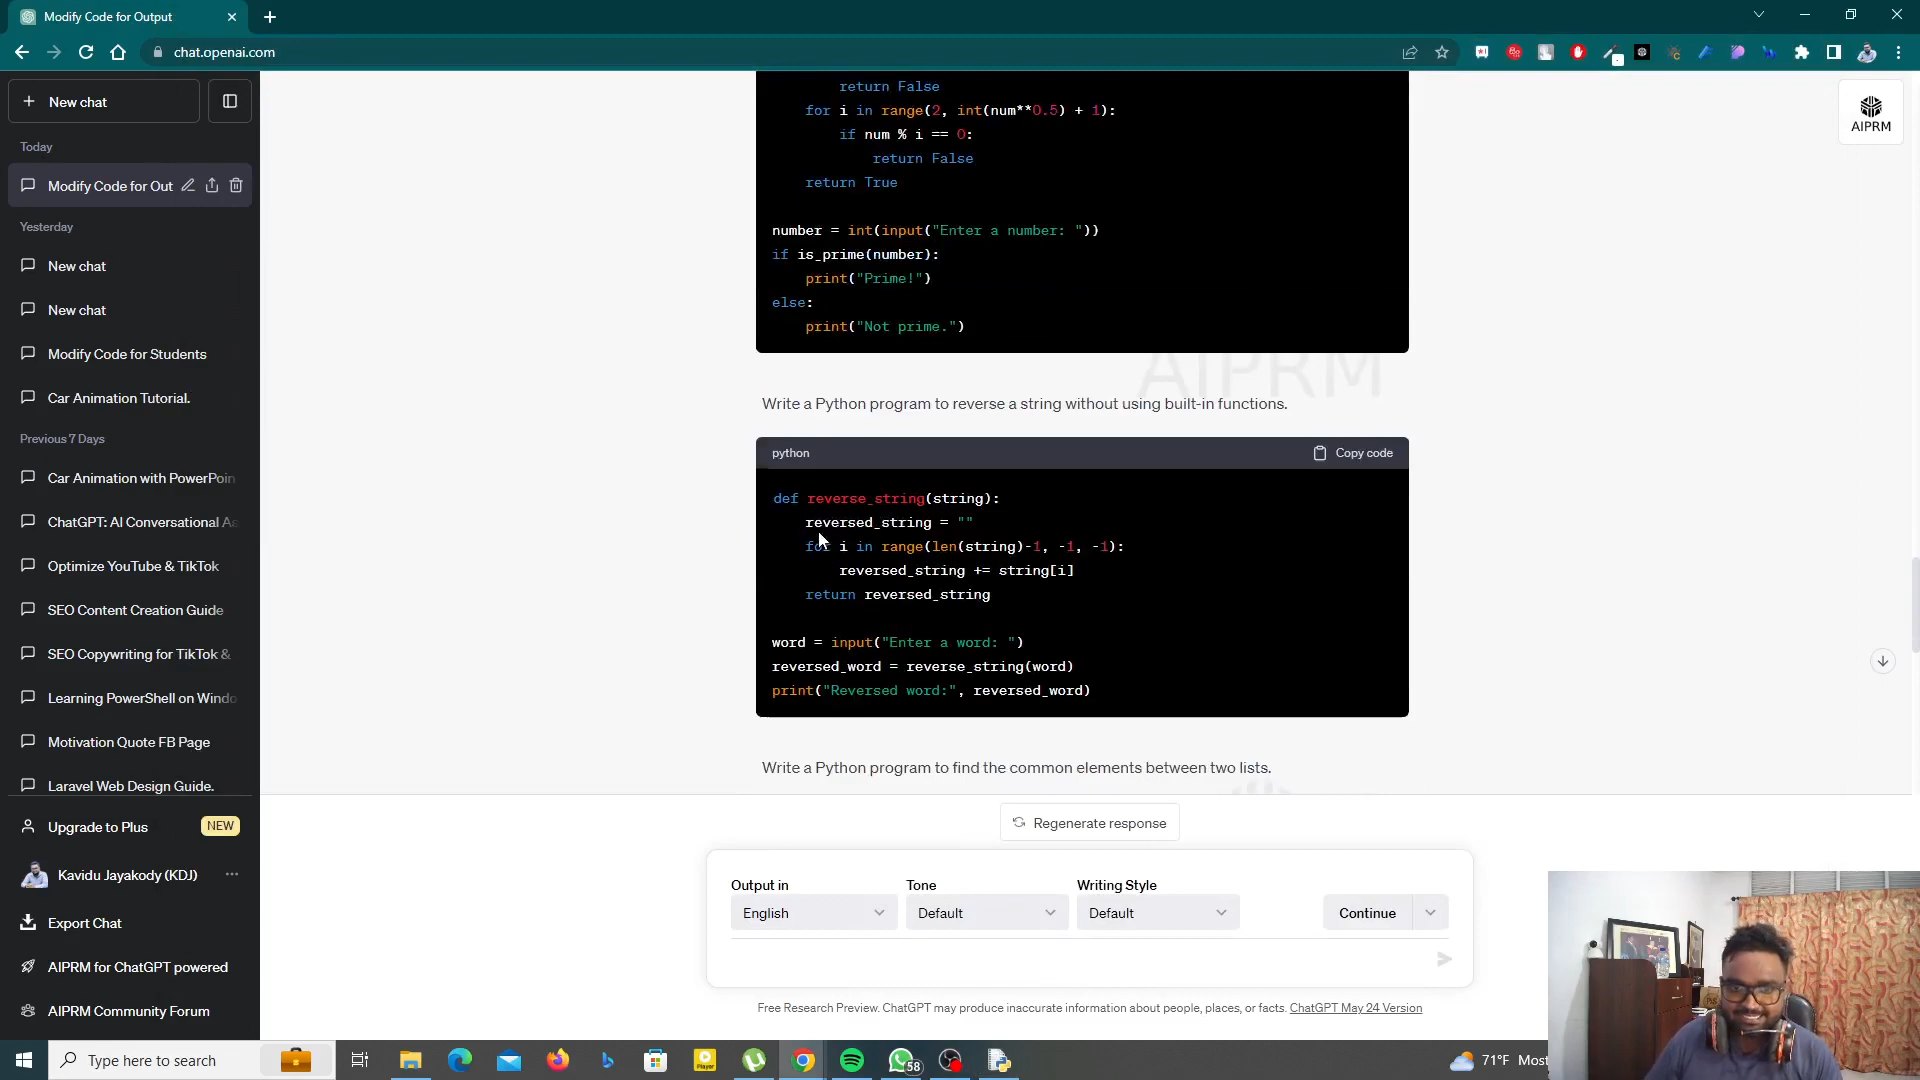 Modify Code for Output
chat.openai.com
New chat
Today
Modify Code for Out
Yesterday
New chat
New chat
Modify Code for Students
Car Animation Tutorial.
Previous 7 Days
Car Animation with PowerPoin
ChatGPT: AI Conversational As
Optimize YouTube & TikTok
SEO Content Creation Guide
SEO Copywriting for TikTok &
Learning PowerShell on Windo
Motivation Quote FB Page
Laravel Web Design Guide.
Upgrade to Plus NEW
Kavidu Jayakody (KDJ)
Export Chat
AIPRM for ChatGPT powered
AIPRM Community Forum
return False
for i in range(2, int(num**0.5) + 1):
if num % i == 0:
return False
return True
number = int(input("Enter a number: "))
if is_prime(number):
print("Prime!")
else:
print("Not prime.")
AIPRM
AIPRM
Write a Python program to reverse a string without using built-in functions.
python Copy code
def reverse_string(string):
reversed_string = ""
for i in range(len(string)-1, -1, -1):
reversed_string += string[i]
return reversed_string
word = input("Enter a word: ")
reversed_word = reverse_string(word)
print("Reversed word:", reversed_word)
Write a Python program to find the common elements between two lists.
Regenerate response
Output in Tone Writing Style
English Default Default Continue
Free Research Preview. ChatGPT may produce inaccurate information about people, places, or facts. ChatGPT May 24 Version
Type here to search
Player
58
71°F Most